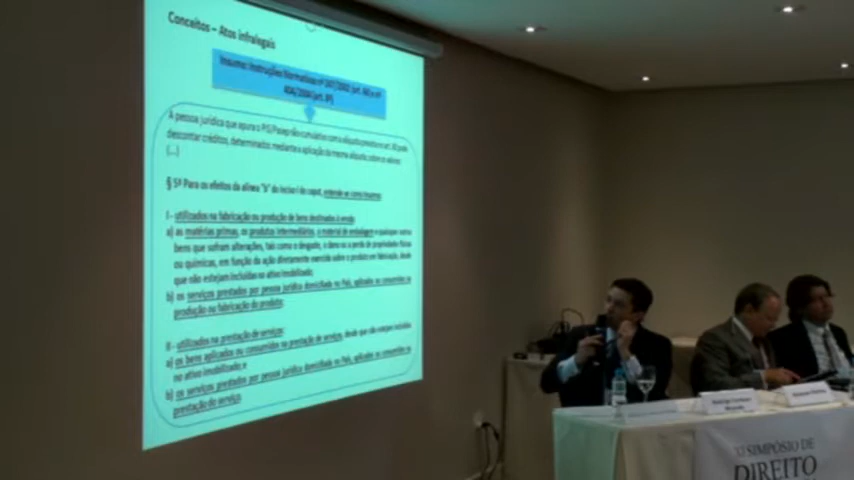 Conceitos – Atos infralegais
Insumo: Instruções Normativas nº 247/2002 (art. 66) e nº
404/2004 (art. 8º)
A pessoa jurídica que apura o PIS/Pasep não-cumulativo com a alíquota prevista no art. 60 pode
descontar créditos, determinados mediante a aplicação da mesma alíquota, sobre os valores:
(...)
§ 5º Para os efeitos da alínea "b" do inciso I do caput, entende-se como insumos:
I - utilizados na fabricação ou produção de bens destinados à venda:
a) as matérias primas, os produtos intermediários, o material de embalagem e quaisquer outros
bens que sofram alterações, tais como o desgaste, o dano ou a perda de propriedades físicas
ou químicas, em função da ação diretamente exercida sobre o produto em fabricação, desde
que não estejam incluídas no ativo imobilizado;
b) os serviços prestados por pessoa jurídica domiciliada no País, aplicados ou consumidos na
produção ou fabricação do produto;
II - utilizados na prestação de serviços:
a) os bens aplicados ou consumidos na prestação de serviços, desde que não estejam incluídos
no ativo imobilizado; e
b) os serviços prestados por pessoa jurídica domiciliada no País, aplicados ou consumidos na
prestação do serviço.
SIMPÓSIO DE
DIREITO